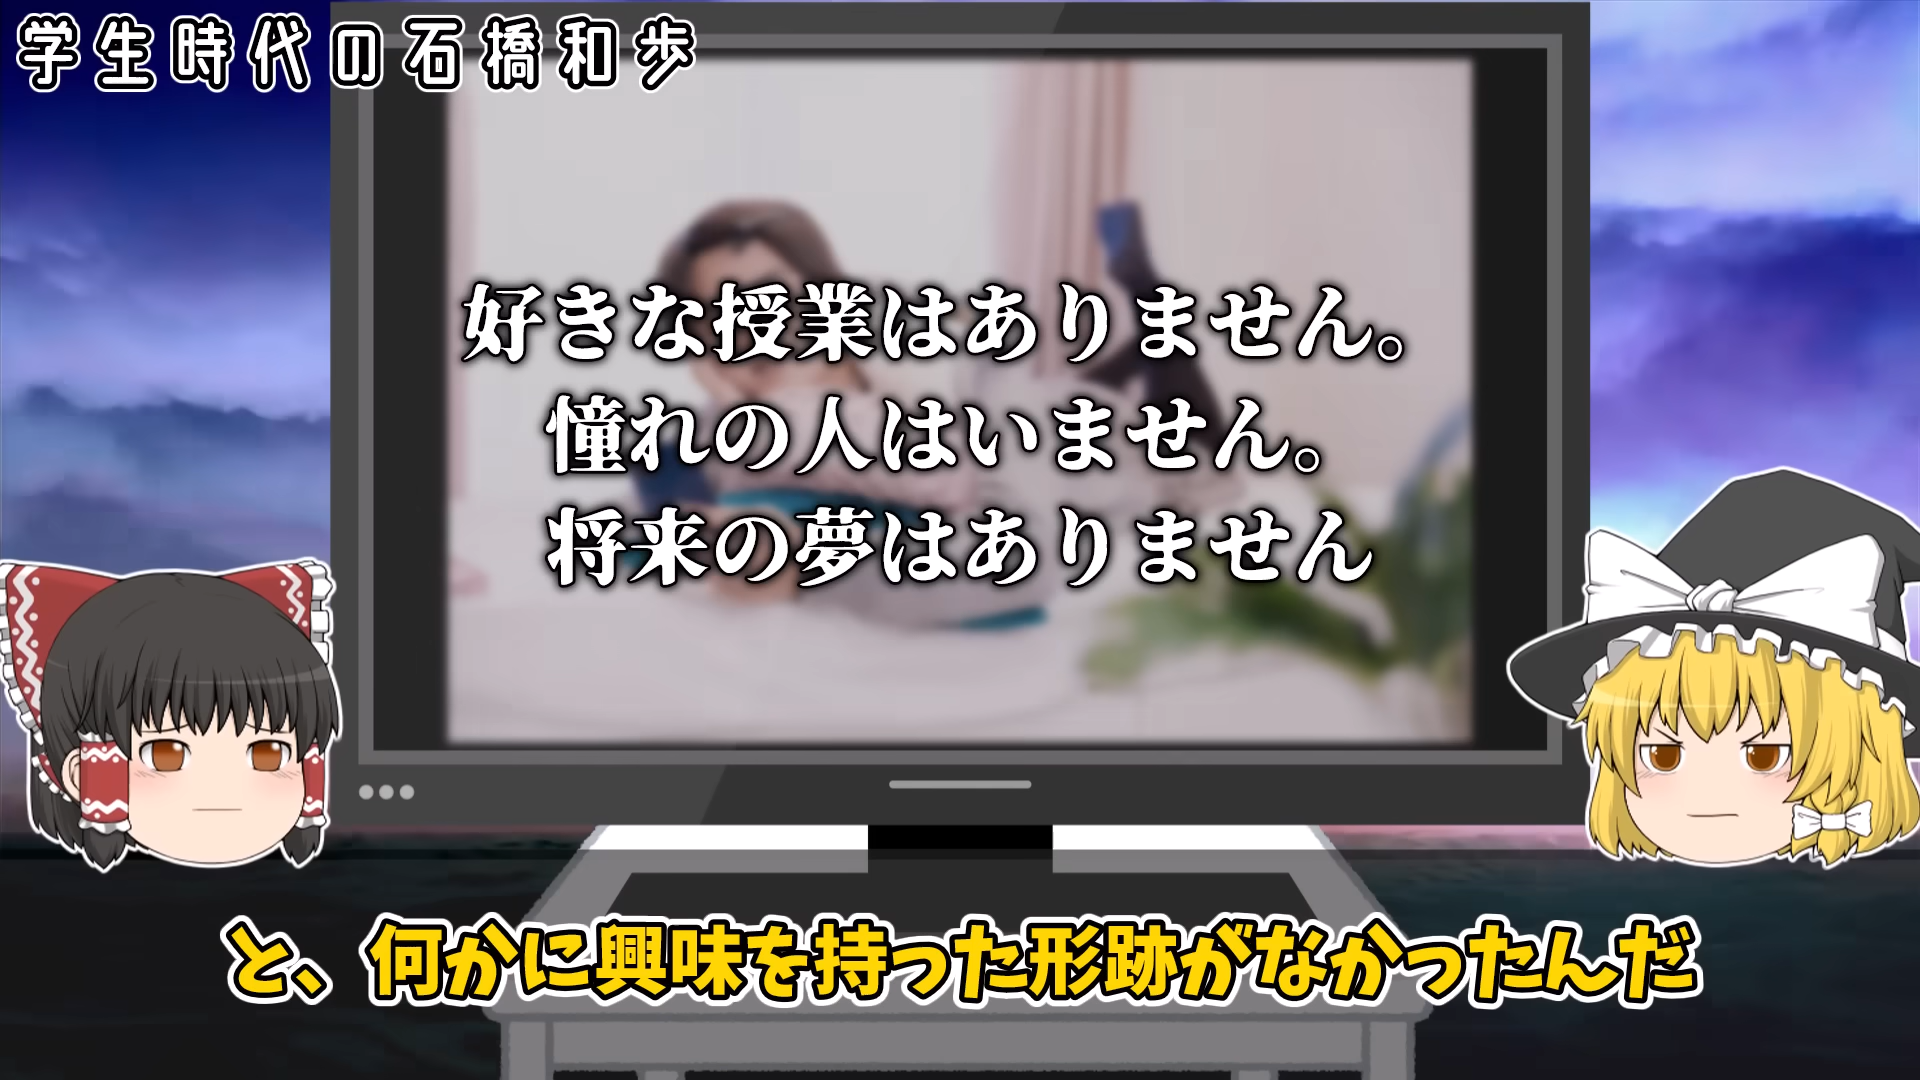 学生時代の石橋和歩
好きな授業はありません。
憧れの人はいません。
将来の夢はありません
と、何かに興味を持った形跡がなかったんだ